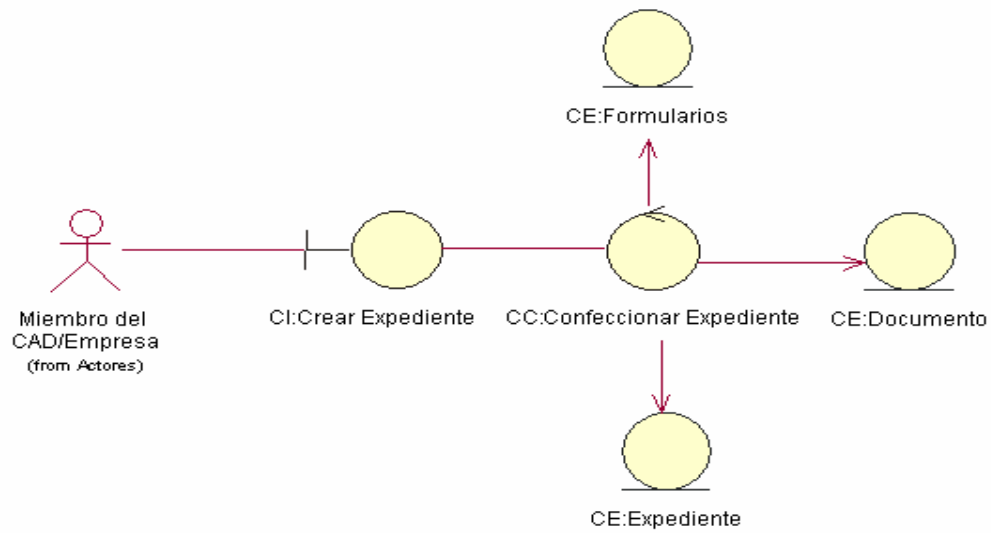 CE:Formularios
Miembro del
CAD/Empresa
(from Actores)
CI:Crear Expediente
CC:Confeccionar Expediente
CE:Documento
CE:Expediente